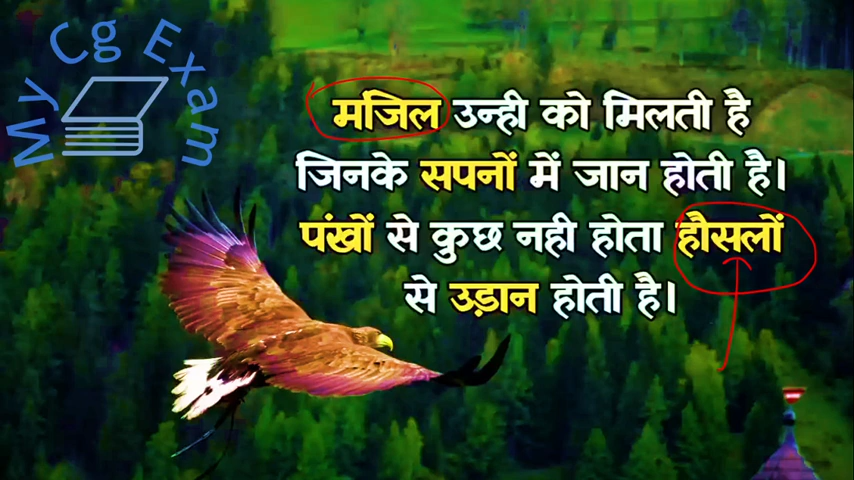 My Cg Exam
मजिल उन्ही को मिलती है
जिनके सपनों में जान होती है।
पंखों से कुछ नही होता हौसलों
से उड़ान होती है।